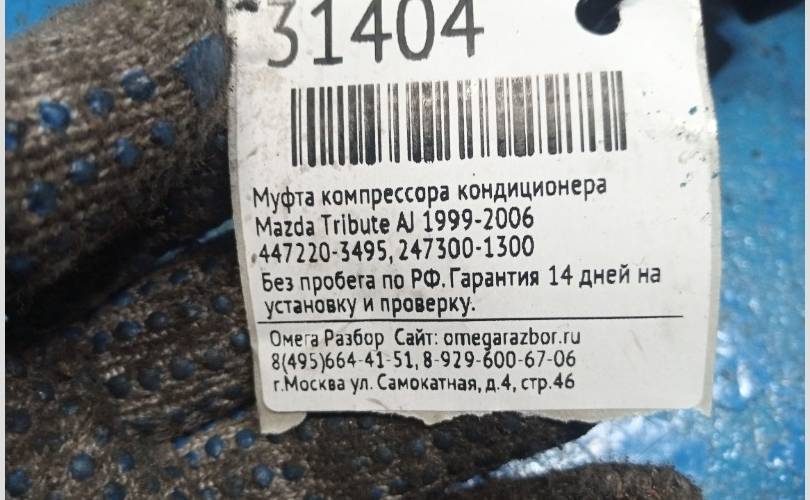 31404
Муфта компрессора кондиционера
Mazda Tribute AJ 1999-2006
447220-3495, 247300-1300
Без пробега по РФ. Гарантия 14 дней на
установку и проверку.
Омега Разбор Сайт: omegarazbor.ru
8(495)664-41-51, 8-929-600-67-06
г.Москва ул. Самокатная, д.4, стр.46